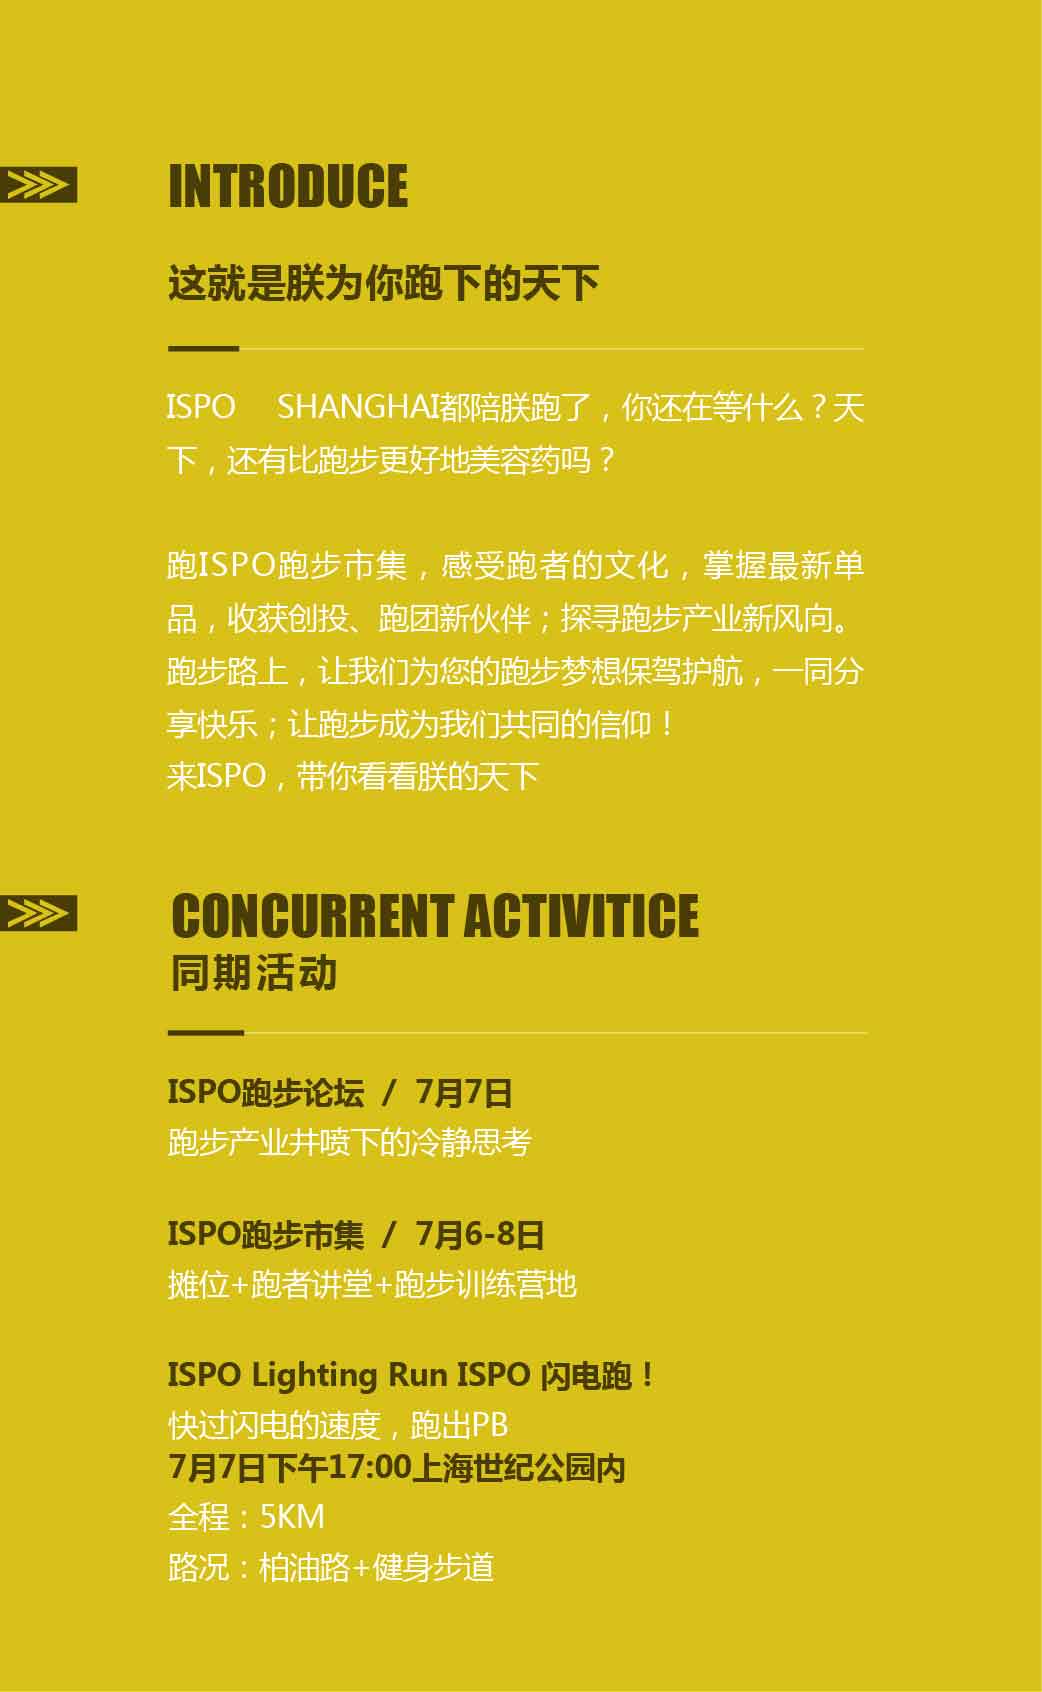 INTRODUCE
这就是朕为你跑下的天下
ISPO SHANGHAI都陪朕跑了，你还在等什么？天
下，还有比跑步更好地美容药吗？
跑ISPO跑步市集，感受跑者的文化，掌握最新单
品，收获创投、跑团新伙伴；探寻跑步产业新风向。
跑步路上，让我们为您的跑步梦想保驾护航，一同分
享快乐；让跑步成为我们共同的信仰！
来ISPO，带你看看朕的天下
CONCURRENT ACTIVITICE
同期活动
ISPO跑步论坛 / 7月7日
跑步产业井喷下的冷静思考
ISPO跑步市集 / 7月6-8日
摊位+跑者讲堂+跑步训练营地
ISPO Lighting Run ISPO 闪电跑！
快过闪电的速度，跑出PB
7月7日下午17:00上海世纪公园内
全程：5KM
路况：柏油路+健身步道